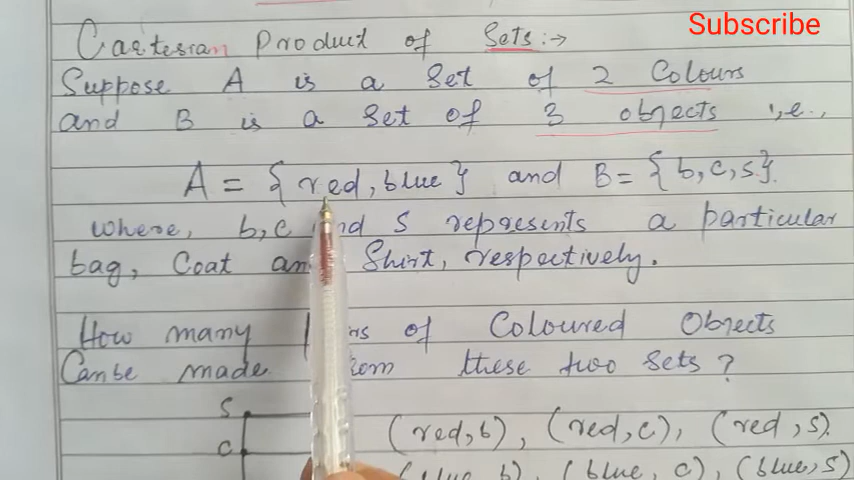 Subscribe
Cartesian Product of Sets:→
Suppose A is a Set of 2 Colours
and B is a Set of 3 objects i.e.,
A = {red, blue} and B = {b, c, s}.
where, b, c and S represents a particular
bag, Coat and Shirt, respectively.
How many of Coloured Objects
Can be made from these two Sets?
S (red, b), (red, c), (red, s).
C (blue, b), (blue, c), (blue, s)